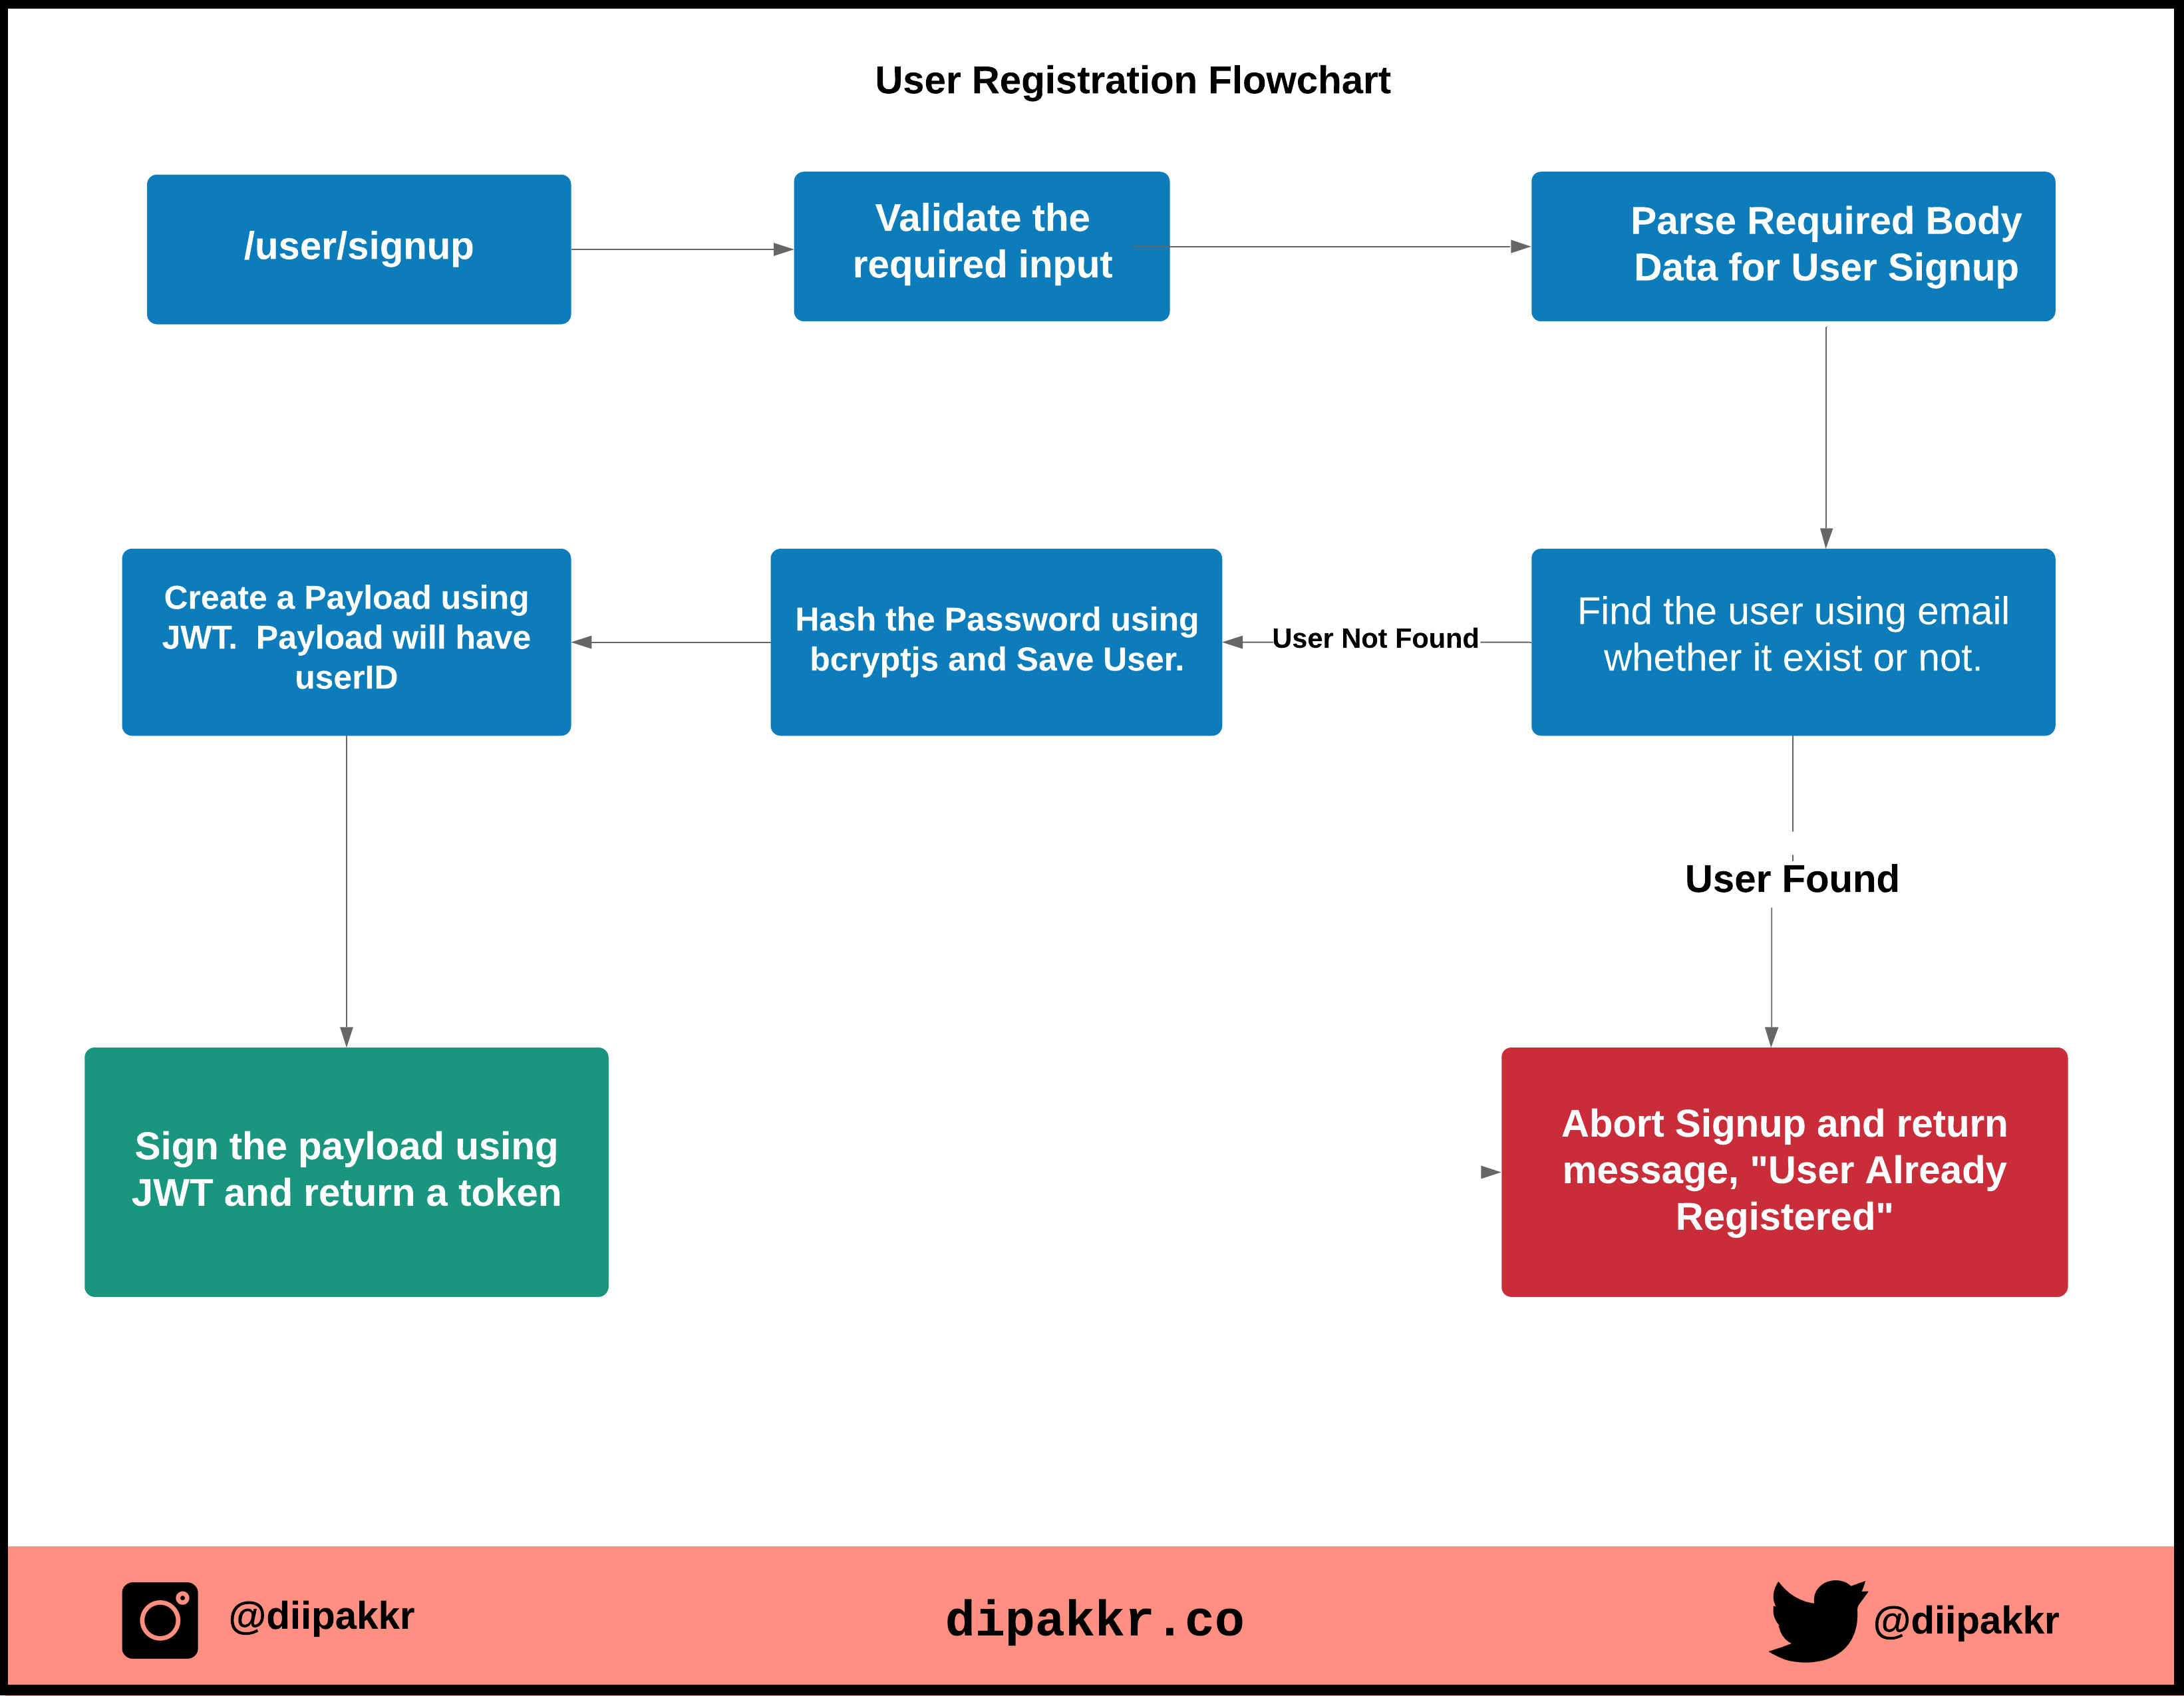 User Registration Flowchart
/user/signup
Validate the
required input
Parse Required Body
Data for User Signup
Create a Payload using
JWT.  Payload will have
userID
Hash the Password using
bcryptjs and Save User.
User Not Found
Find the user using email
whether it exist or not.
User Found
Sign the payload using
JWT and return a token
Abort Signup and return
message, "User Already
Registered"
@diipakkr
dipakkr.co
@diipakkr